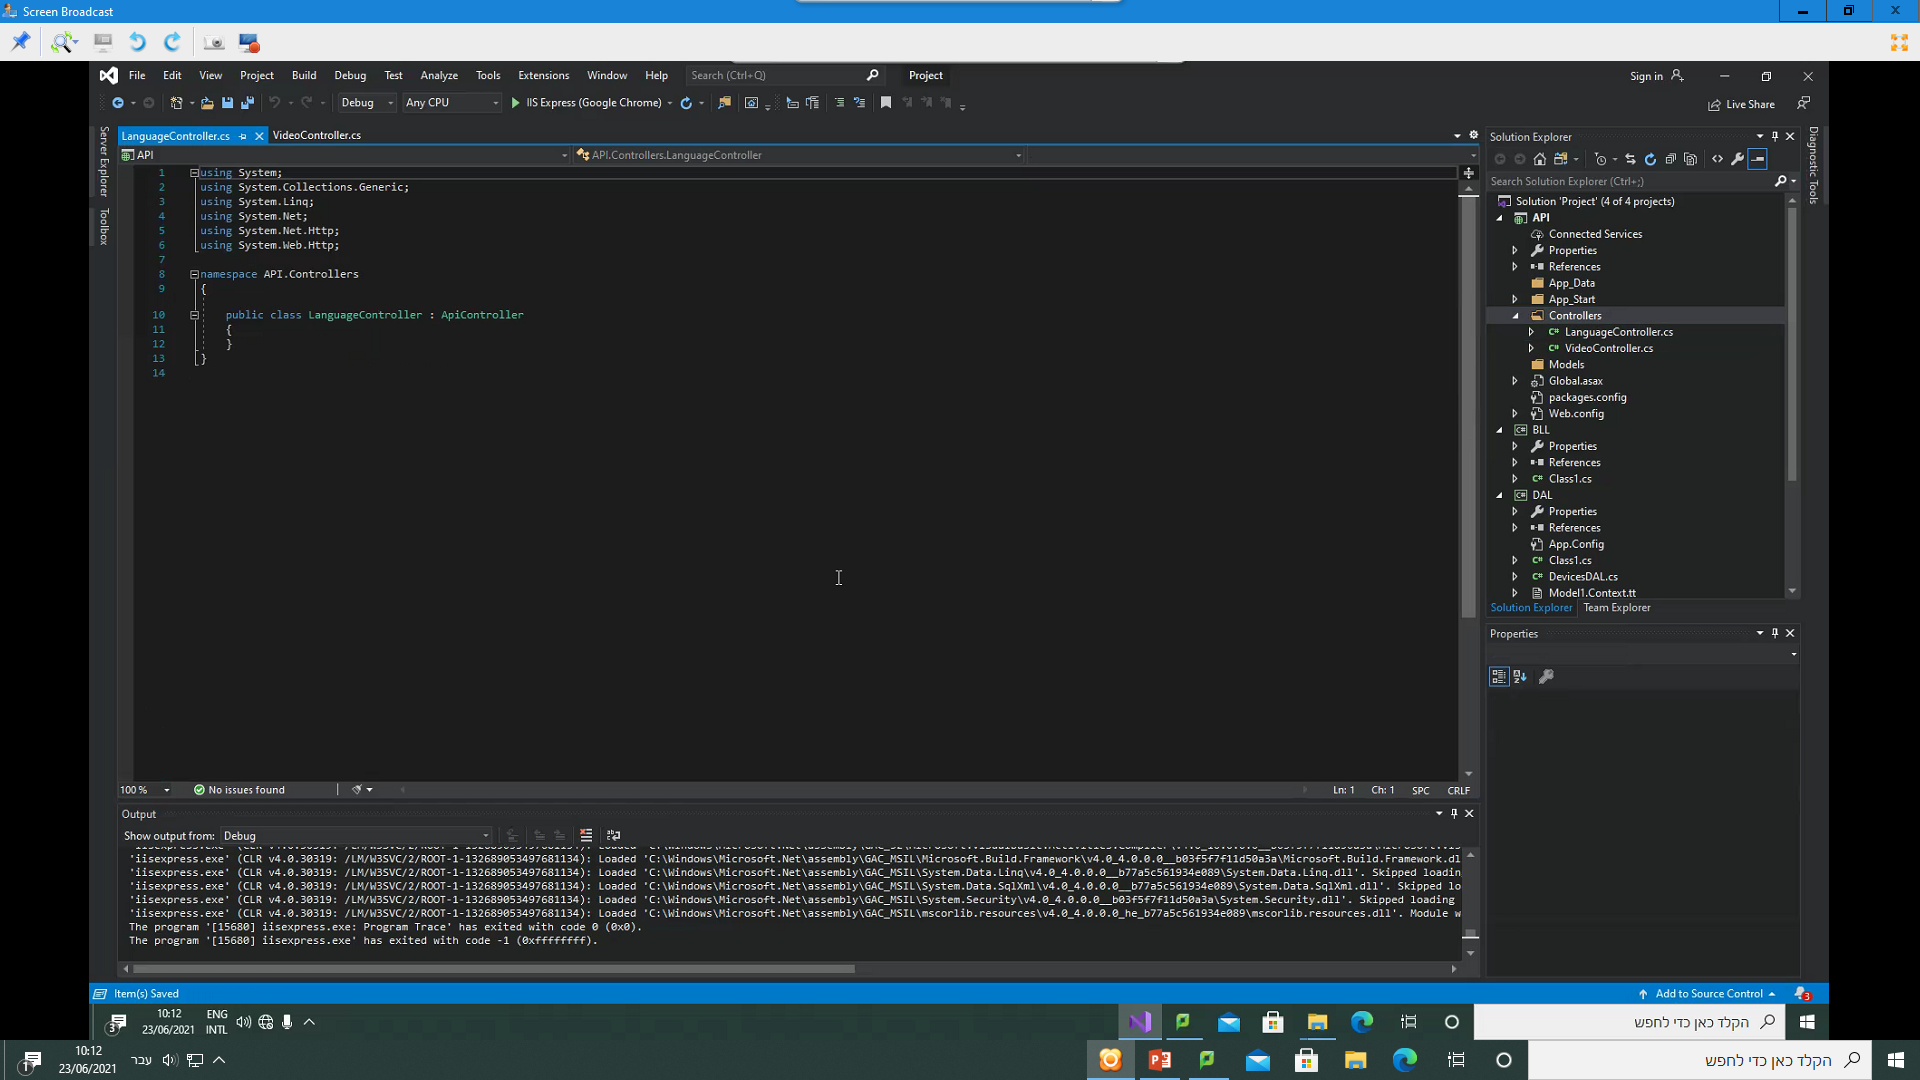 Screen Broadcast
File Edit View Project Build Debug Test Analyze Tools Extensions Window Help Search (Ctrl+Q) Project Sign in
Debug Any CPU IIS Express (Google Chrome) Live Share
LanguageController.cs VideoController.cs
API API.Controllers.LanguageController
Server Explorer
Toolbox
1 using System;
2 using System.Collections.Generic;
3 using System.Linq;
4 using System.Net;
5 using System.Net.Http;
6 using System.Web.Http;
7
8 namespace API.Controllers
9 {
10 public class LanguageController : ApiController
11 {
12 }
13 }
14
100 % No issues found Ln: 1 Ch: 1 SPC CRLF
Solution Explorer
Search Solution Explorer (Ctrl+;)
Solution 'Project' (4 of 4 projects)
API
Connected Services
Properties
References
App_Data
App_Start
Controllers
C# LanguageController.cs
C# VideoController.cs
Models
Global.asax
packages.config
Web.config
C# BLL
Properties
References
C# Class1.cs
C# DAL
Properties
References
App.Config
C# Class1.cs
C# DevicesDAL.cs
Model1.Context.tt
Solution Explorer Team Explorer
Properties
Diagnostic Tools
Output
Show output from: Debug
'iisexpress.exe' (CLR v4.0.30319: /LM/W3SVC/2/ROOT-1-132689053497681134): Loaded 'C:\Windows\Microsoft.Net\assembly\GAC_MSIL\Microsoft.Build.Framework\v4.0_4.0.0.0__b03f5f7f11d50a3a\Microsoft.Build.Framework.dl
'iisexpress.exe' (CLR v4.0.30319: /LM/W3SVC/2/ROOT-1-132689053497681134): Loaded 'C:\Windows\Microsoft.Net\assembly\GAC_MSIL\System.Data.Linq\v4.0_4.0.0.0__b77a5c561934e089\System.Data.Linq.dll'. Skipped loadin
'iisexpress.exe' (CLR v4.0.30319: /LM/W3SVC/2/ROOT-1-132689053497681134): Loaded 'C:\Windows\Microsoft.Net\assembly\GAC_MSIL\System.Data.SqlXml\v4.0_4.0.0.0__b77a5c561934e089\System.Data.SqlXml.dll'. Skipped lo
'iisexpress.exe' (CLR v4.0.30319: /LM/W3SVC/2/ROOT-1-132689053497681134): Loaded 'C:\Windows\Microsoft.Net\assembly\GAC_MSIL\System.Security\v4.0_4.0.0.0__b03f5f7f11d50a3a\System.Security.dll'. Skipped loading
'iisexpress.exe' (CLR v4.0.30319: /LM/W3SVC/2/ROOT-1-132689053497681134): Loaded 'C:\Windows\Microsoft.Net\assembly\GAC_MSIL\mscorlib.resources\v4.0_4.0.0.0_he_b77a5c561934e089\mscorlib.resources.dll'. Module w
The program '[15680] iisexpress.exe: Program Trace' has exited with code 0 (0x0).
The program '[15680] iisexpress.exe' has exited with code -1 (0xffffffff).
Item(s) Saved Add to Source Control 3
3 10:12 ENG
23/06/2021 INTL
הקלד כאן כדי לחפש
1 10:12 עבר
23/06/2021
הקלד כאן כדי לחפש